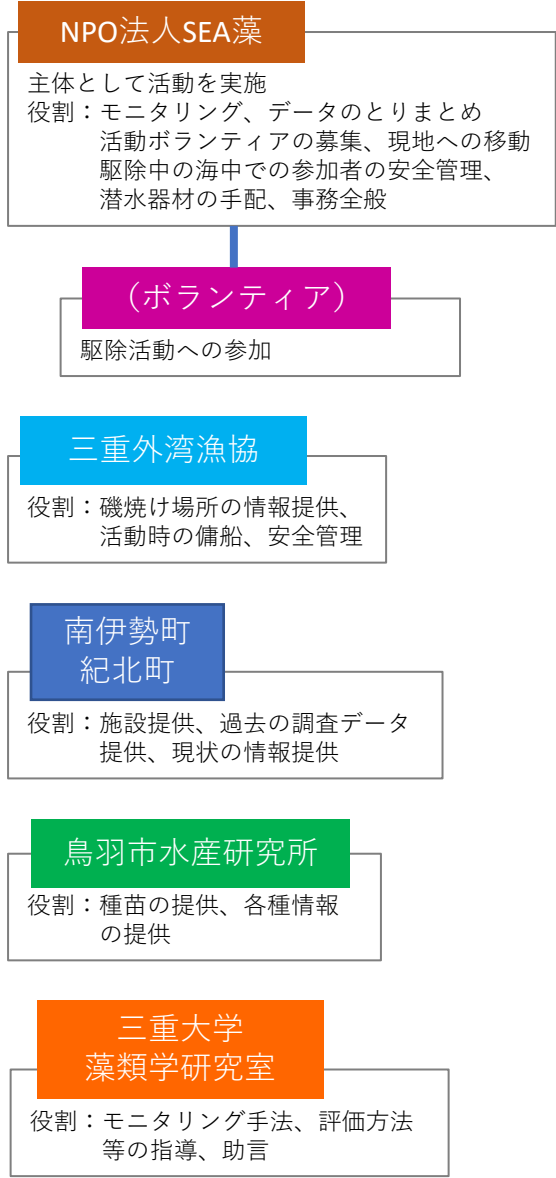 NPO法人SEA藻
主体として活動を実施
役割：モニタリング、データのとりまとめ
活動ボランティアの募集、現地への移動
駆除中の海中での参加者の安全管理、
潜水器材の手配、事務全般
（ボランティア）
駆除活動への参加
三重外湾漁協
役割：磯焼け場所の情報提供、
活動時の傭船、安全管理
南伊勢町
紀北町
役割：施設提供、過去の調査データ
提供、現状の情報提供
鳥羽市水産研究所
役割：種苗の提供、各種情報
の提供
三重大学
藻類学研究室
役割：モニタリング手法、評価方法
等の指導、助言